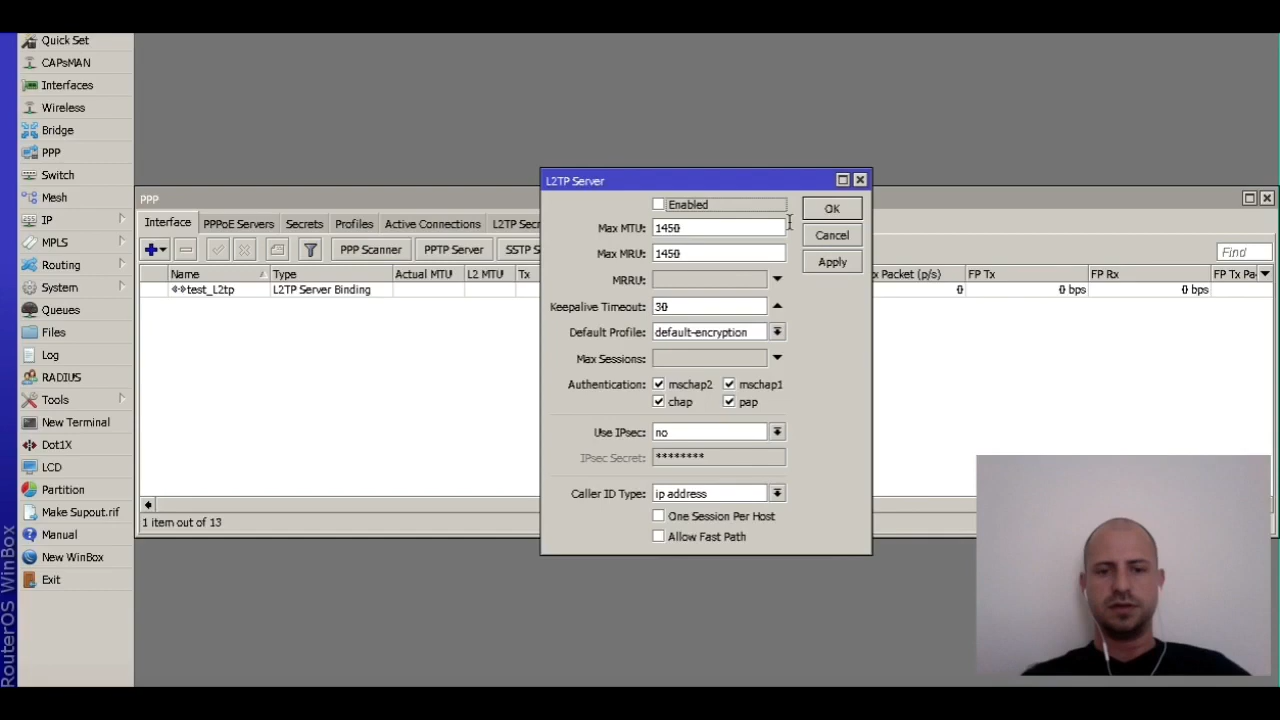 Quick Set
CAPsMAN
Interfaces
Wireless
Bridge
PPP
Switch
Mesh
IP
MPLS
Routing
System
Queues
Files
Log
RADIUS
Tools
New Terminal
Dot1X
LCD
Partition
Make Supout.rif
Manual
New WinBox
Exit
RouterOS WinBox
PPP
Interface PPPoE Servers Secrets Profiles Active Connections L2TP Secr
PPP Scanner PPTP Server SSTP S Find
Name Type Actual MTU L2 MTU Tx x Packet (p/s) FP Tx FP Rx FP Tx Pa
test_L2tp L2TP Server Binding 0 0 bps 0 bps
1 item out of 13
L2TP Server
Enabled
Max MTU: 1450
Max MRU: 1450
MRRU:
Keepalive Timeout: 30
Default Profile: default-encryption
Max Sessions:
Authentication: mschap2 mschap1
chap pap
Use IPsec: no
IPsec Secret: ********
Caller ID Type: ip address
One Session Per Host
Allow Fast Path
OK
Cancel
Apply